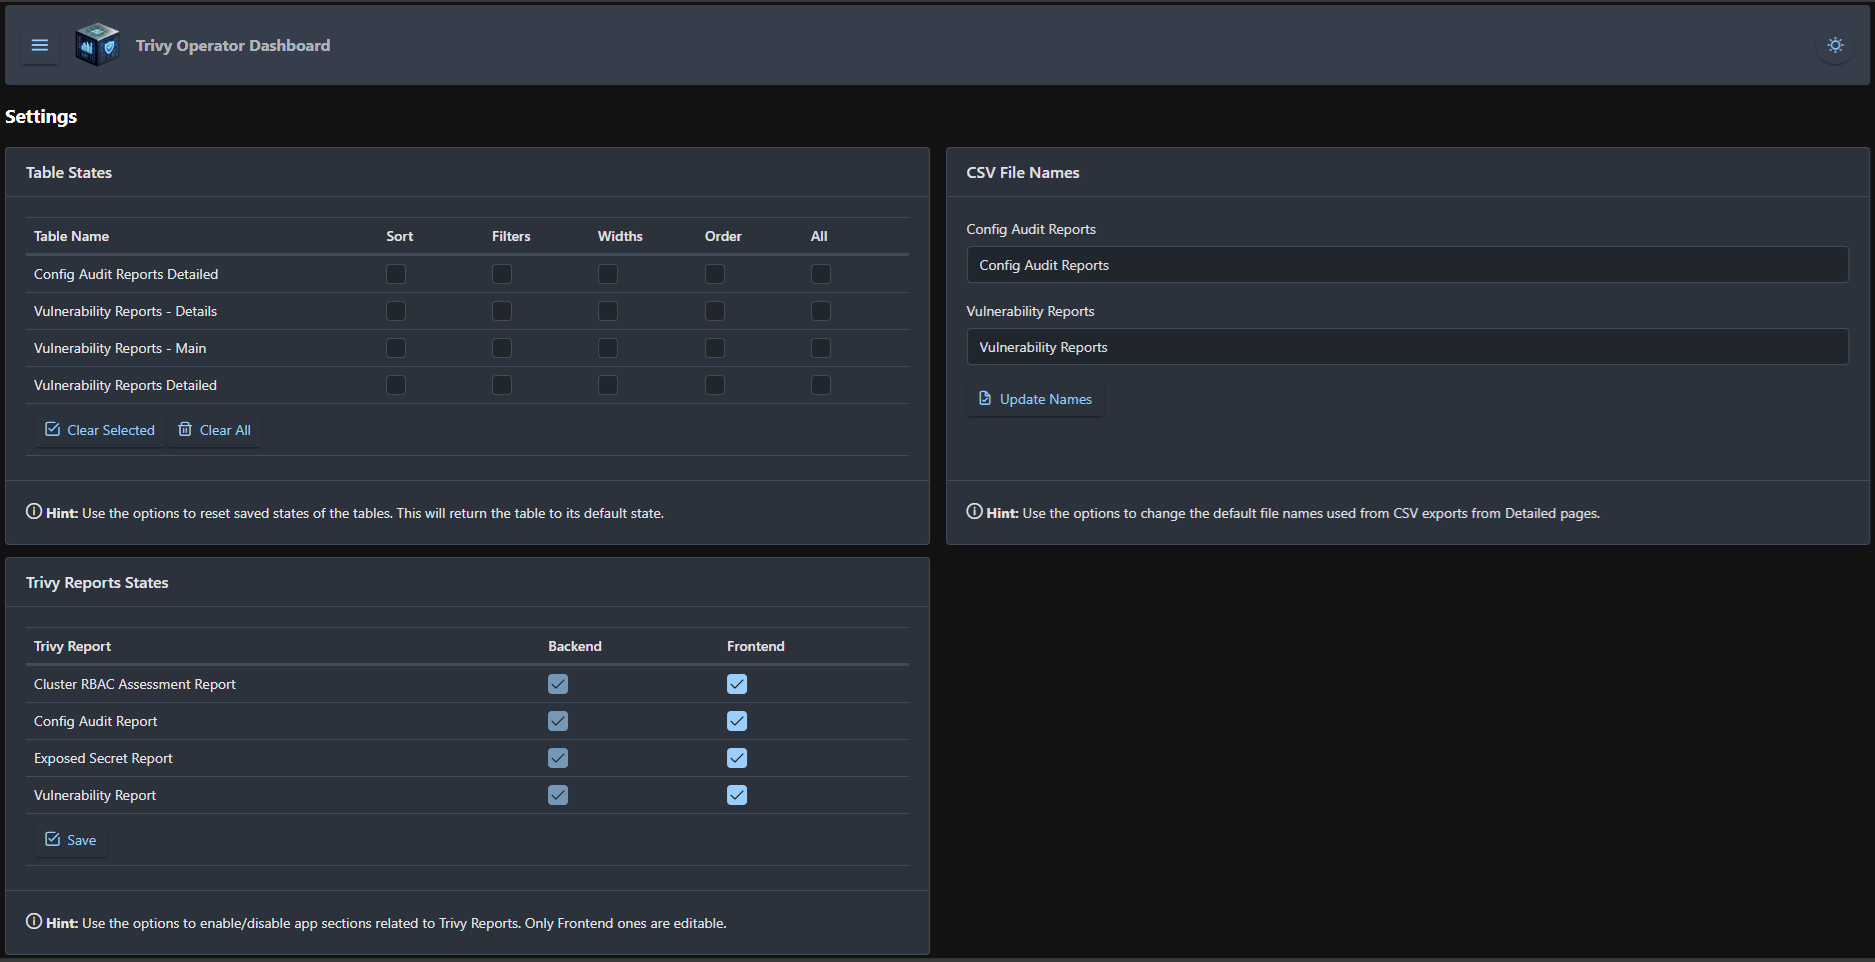 Trivy Operator Dashboard
Settings
Table States
Table Name Sort Filters Widths Order All
Config Audit Reports Detailed
Vulnerability Reports - Details
Vulnerability Reports - Main
Vulnerability Reports Detailed
Clear Selected Clear All
Hint: Use the options to reset saved states of the tables. This will return the table to its default state.
CSV File Names
Config Audit Reports
Config Audit Reports
Vulnerability Reports
Vulnerability Reports
Update Names
Hint: Use the options to change the default file names used from CSV exports from Detailed pages.
Trivy Reports States
Trivy Report Backend Frontend
Cluster RBAC Assessment Report
Config Audit Report
Exposed Secret Report
Vulnerability Report
Save
Hint: Use the options to enable/disable app sections related to Trivy Reports. Only Frontend ones are editable.